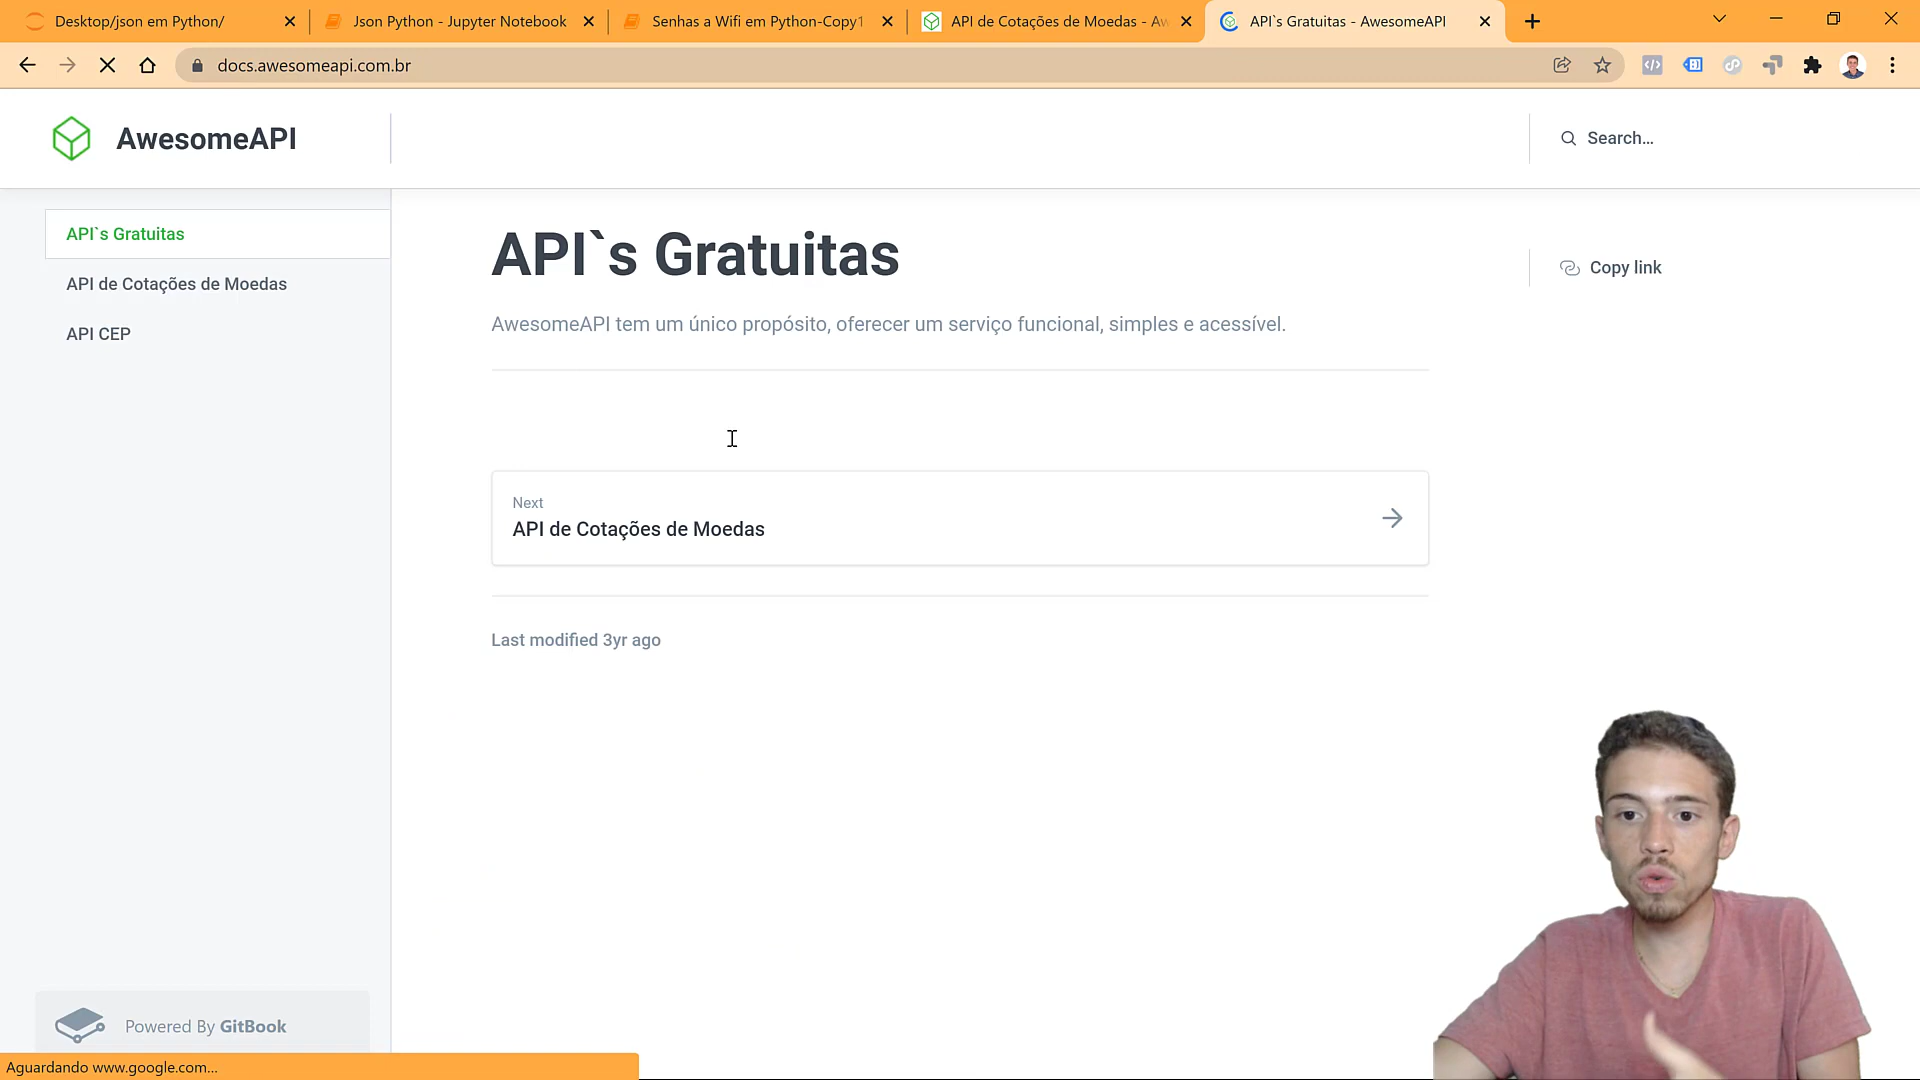 Desktop/json em Python/
Json Python - Jupyter Notebook
Senhas a Wifi em Python-Copy1
API de Cotações de Moedas - Aw
API`s Gratuitas - AwesomeAPI
docs.awesomeapi.com.br
AwesomeAPI
Search...
API`s Gratuitas
API de Cotações de Moedas
API CEP
API`s Gratuitas
Copy link
AwesomeAPI tem um único propósito, oferecer um serviço funcional, simples e acessível.
Next
API de Cotações de Moedas
Last modified 3yr ago
Powered By GitBook
Aguardando www.google.com...